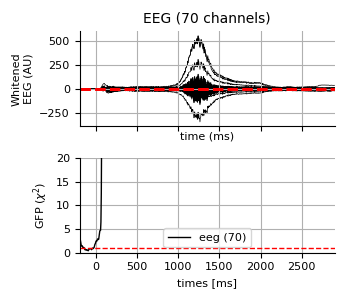 EEG (70 channels)
Whitened
EEG (AU)
500
250
0
−250
time (ms)
GFP (χ²)
20
15
10
5
0
eeg (70)
0 500 1000 1500 2000 2500
times [ms]